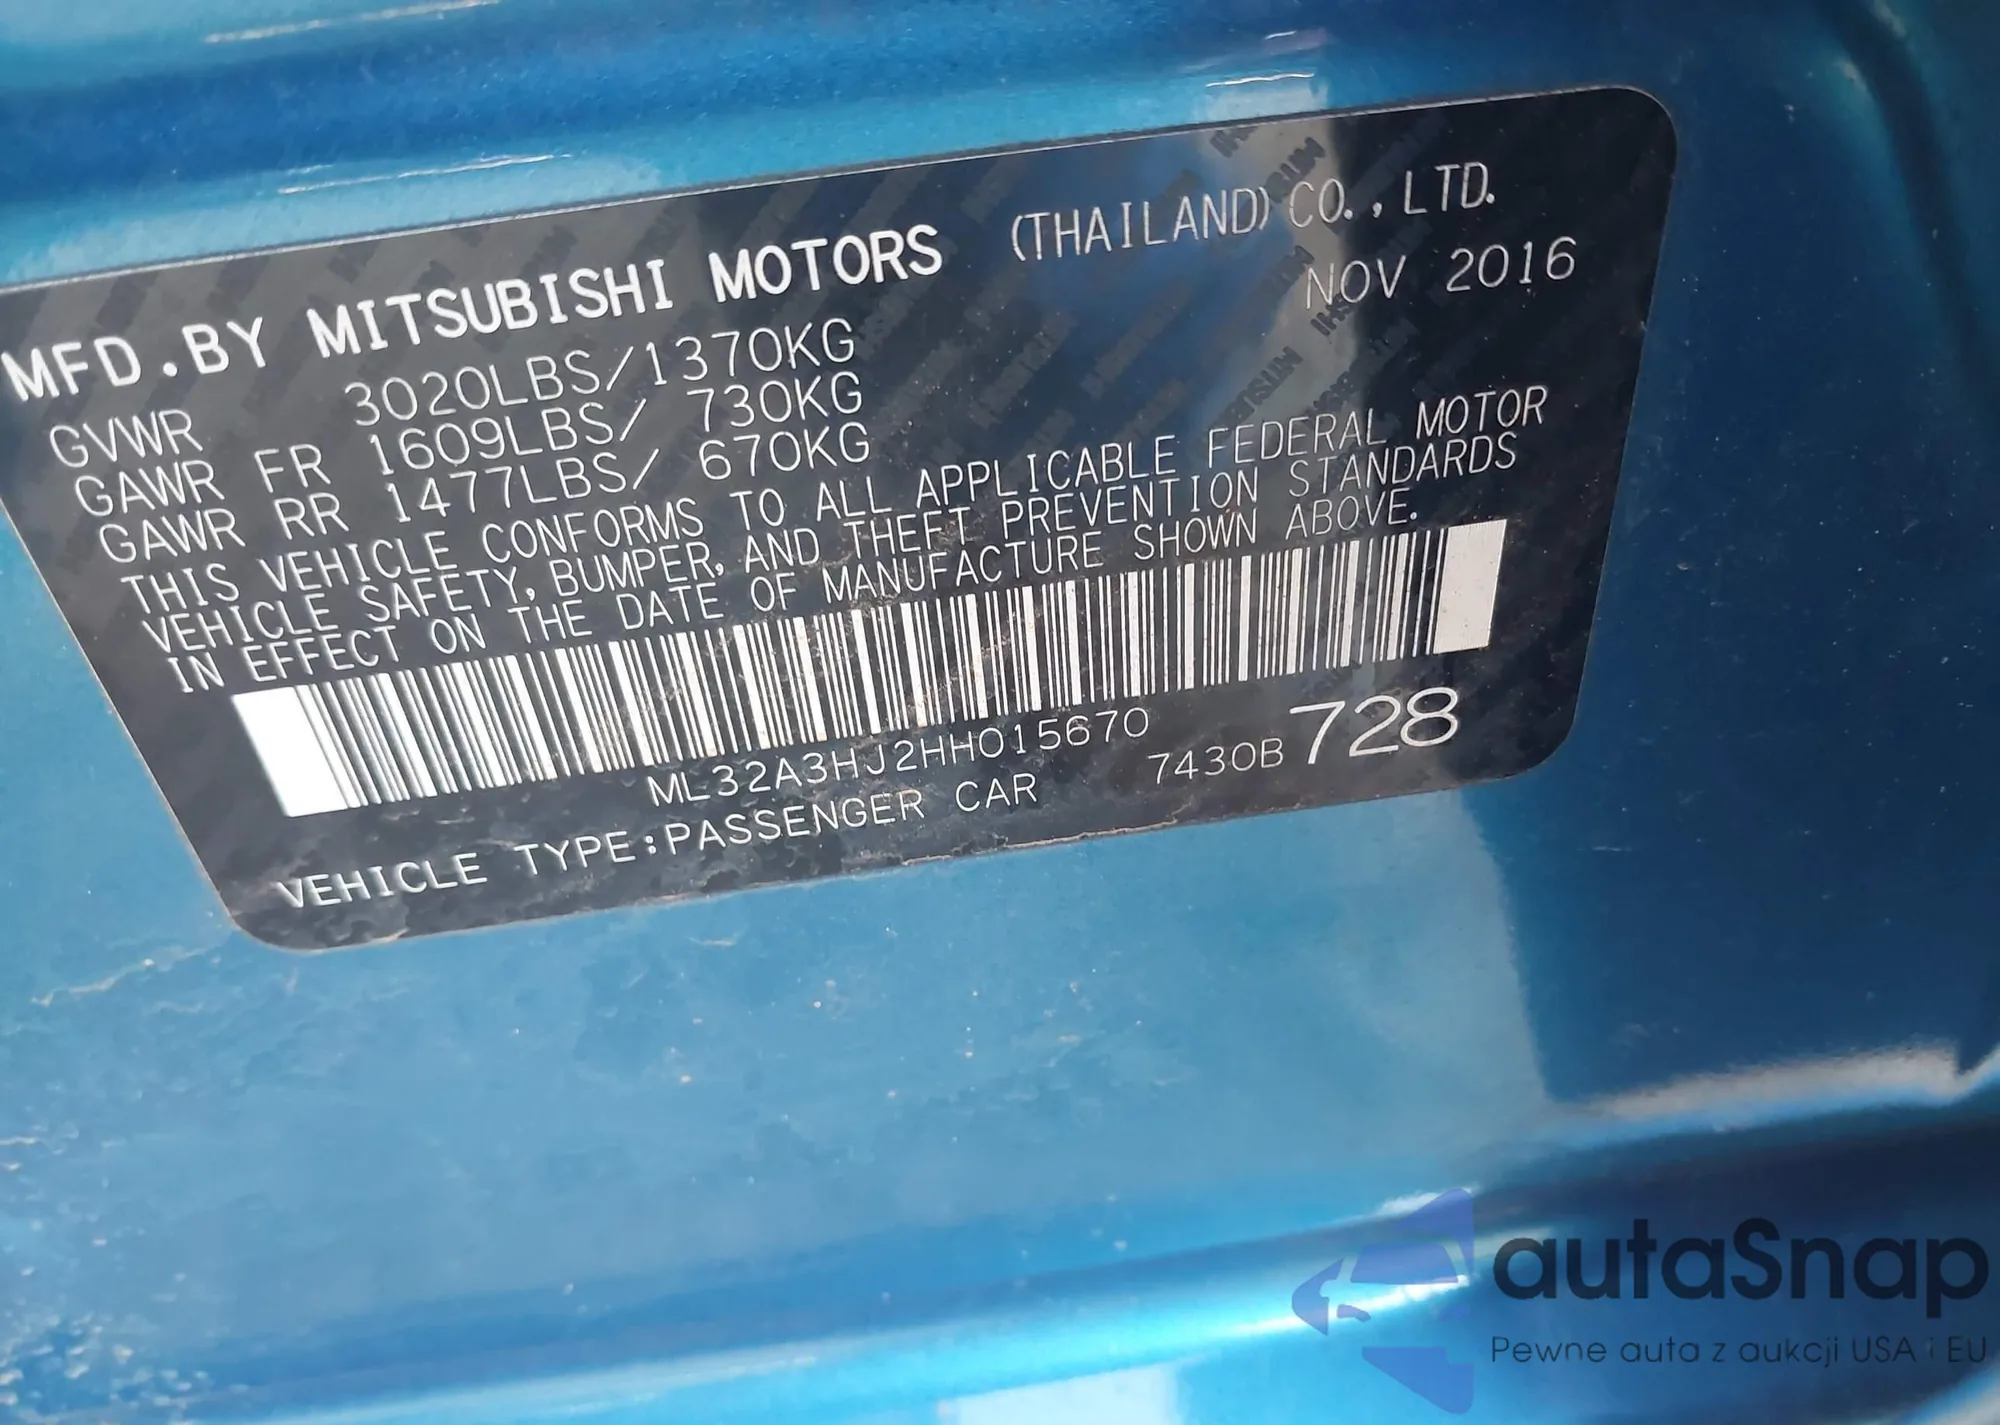 MFD.BY MITSUBISHI MOTORS (THAILAND) CO., LTD.
NOV 2016
GVWR 3020LBS/1370KG
GAWR FR 1609LBS/ 730KG
GAWR RR 1477LBS/ 670KG
THIS VEHICLE CONFORMS TO ALL APPLICABLE FEDERAL MOTOR
VEHICLE SAFETY, BUMPER, AND THEFT PREVENTION STANDARDS
IN EFFECT ON THE DATE OF MANUFACTURE SHOWN ABOVE.
ML32A3HJ2HH015670
VEHICLE TYPE:PASSENGER CAR 7430B728
autaSnap
Pewne auta z aukcji USA i EU